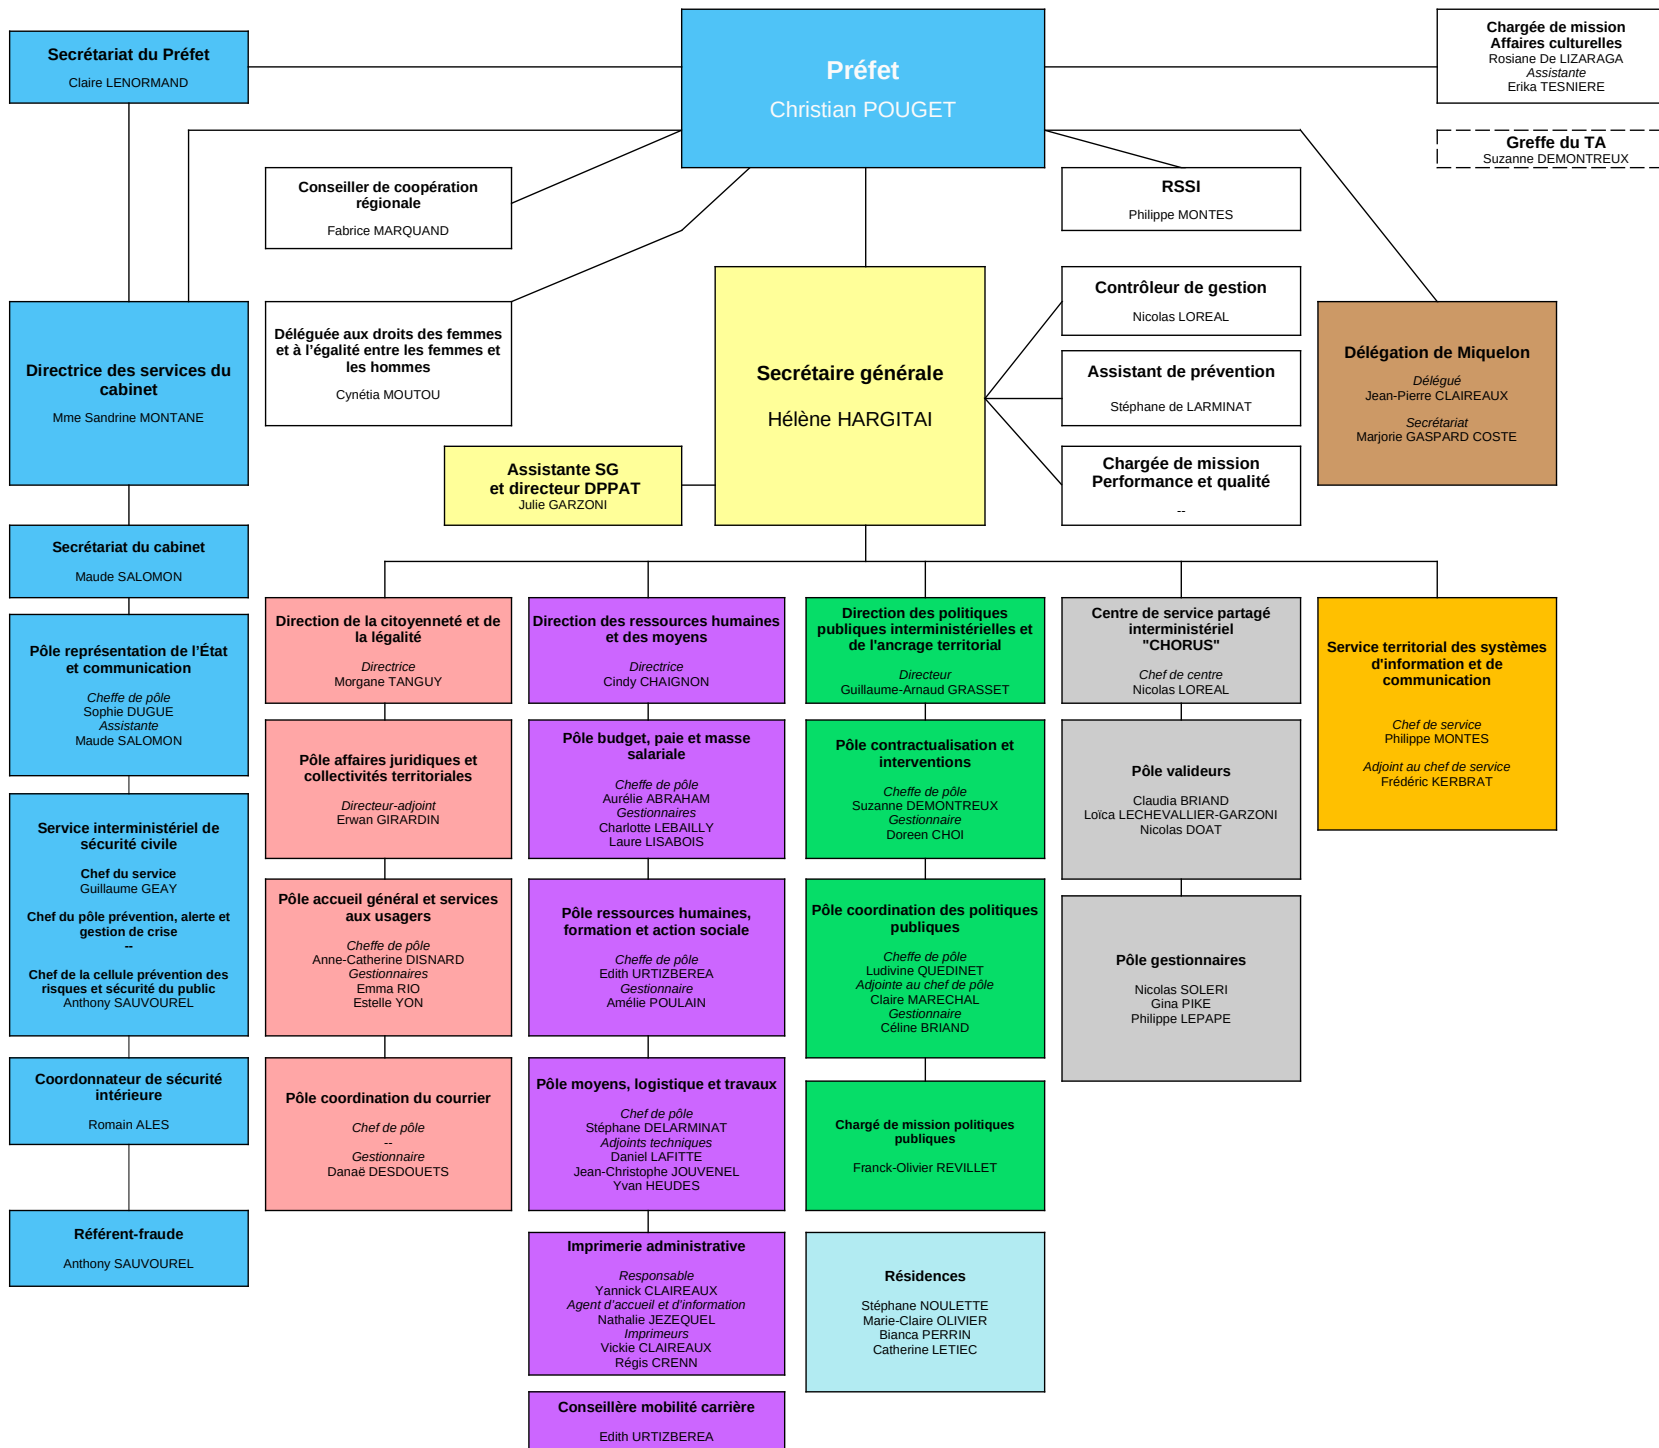 Secrétariat du Préfet
Claire LENORMAND
Préfet
Christian POUGET
Chargée de mission
Affaires culturelles
Rosiane De LIZARAGA
Assistante
Erika TESNIERE
Greffe du TA
Suzanne DEMONTREUX
Conseiller de coopération
régionale
Fabrice MARQUAND
RSSI
Philippe MONTES
Directrice des services du
cabinet
Mme Sandrine MONTANE
Déléguée aux droits des femmes
et à l'égalité entre les femmes et
les hommes
Cynétia MOUTOU
Secrétaire générale
Hélène HARGITAI
Contrôleur de gestion
Nicolas LOREAL
Assistant de prévention
Stéphane de LARMINAT
Chargée de mission
Performance et qualité
--
Délégation de Miquelon
Délégué
Jean-Pierre CLAIREAUX
Secrétariat
Marjorie GASPARD COSTE
Assistante SG
et directeur DPPAT
Julie GARZONI
Secrétariat du cabinet
Maude SALOMON
Pôle représentation de l'État
et communication
Cheffe de pôle
Sophie DUGUE
Assistante
Maude SALOMON
Service interministériel de
sécurité civile
Chef du service
Guillaume GEAY
Chef du pôle prévention, alerte et
gestion de crise
--
Chef de la cellule prévention des
risques et sécurité du public
Anthony SAUVOUREL
Coordonnateur de sécurité
intérieure
Romain ALES
Référent-fraude
Anthony SAUVOUREL
Direction de la citoyenneté et de
la légalité
Directrice
Morgane TANGUY
Pôle affaires juridiques et
collectivités territoriales
Directeur-adjoint
Erwan GIRARDIN
Pôle accueil général et services
aux usagers
Cheffe de pôle
Anne-Catherine DISNARD
Gestionnaires
Emma RIO
Estelle YON
Pôle coordination du courrier
Chef de pôle
--
Gestionnaire
Danaë DESDOUETS
Direction des ressources humaines
et des moyens
Directrice
Cindy CHAIGNON
Pôle budget, paie et masse
salariale
Cheffe de pôle
Aurélie ABRAHAM
Gestionnaires
Charlotte LEBAILLY
Laure LISABOIS
Pôle ressources humaines,
formation et action sociale
Cheffe de pôle
Edith URTIZBEREA
Gestionnaire
Amélie POULAIN
Pôle moyens, logistique et travaux
Chef de pôle
Stéphane DELARMINAT
Adjoints techniques
Daniel LAFITTE
Jean-Christophe JOUVENEL
Yvan HEUDES
Imprimerie administrative
Responsable
Yannick CLAIREAUX
Agent d'accueil et d'information
Nathalie JEZEQUEL
Imprimeurs
Vickie CLAIREAUX
Régis CRENN
Conseillère mobilité carrière
Edith URTIZBEREA
Direction des politiques
publiques interministérielles et
de l'ancrage territorial
Directeur
Guillaume-Arnaud GRASSET
Pôle contractualisation et
interventions
Cheffe de pôle
Suzanne DEMONTREUX
Gestionnaire
Doreen CHOI
Pôle coordination des politiques
publiques
Cheffe de pôle
Ludivine QUEDINET
Adjointe au chef de pôle
Claire MARECHAL
Gestionnaire
Céline BRIAND
Chargé de mission politiques
publiques
Franck-Olivier REVILLET
Résidences
Stéphane NOULETTE
Marie-Claire OLIVIER
Bianca PERRIN
Catherine LETIEC
Centre de service partagé
interministériel
"CHORUS"
Chef de centre
Nicolas LOREAL
Pôle valideurs
Claudia BRIAND
Loïca LECHEVALLIER-GARZONI
Nicolas DOAT
Pôle gestionnaires
Nicolas SOLERI
Gina PIKE
Philippe LEPAPE
Service territorial des systèmes
d'information et de
communication
Chef de service
Philippe MONTES
Adjoint au chef de service
Frédéric KERBRAT